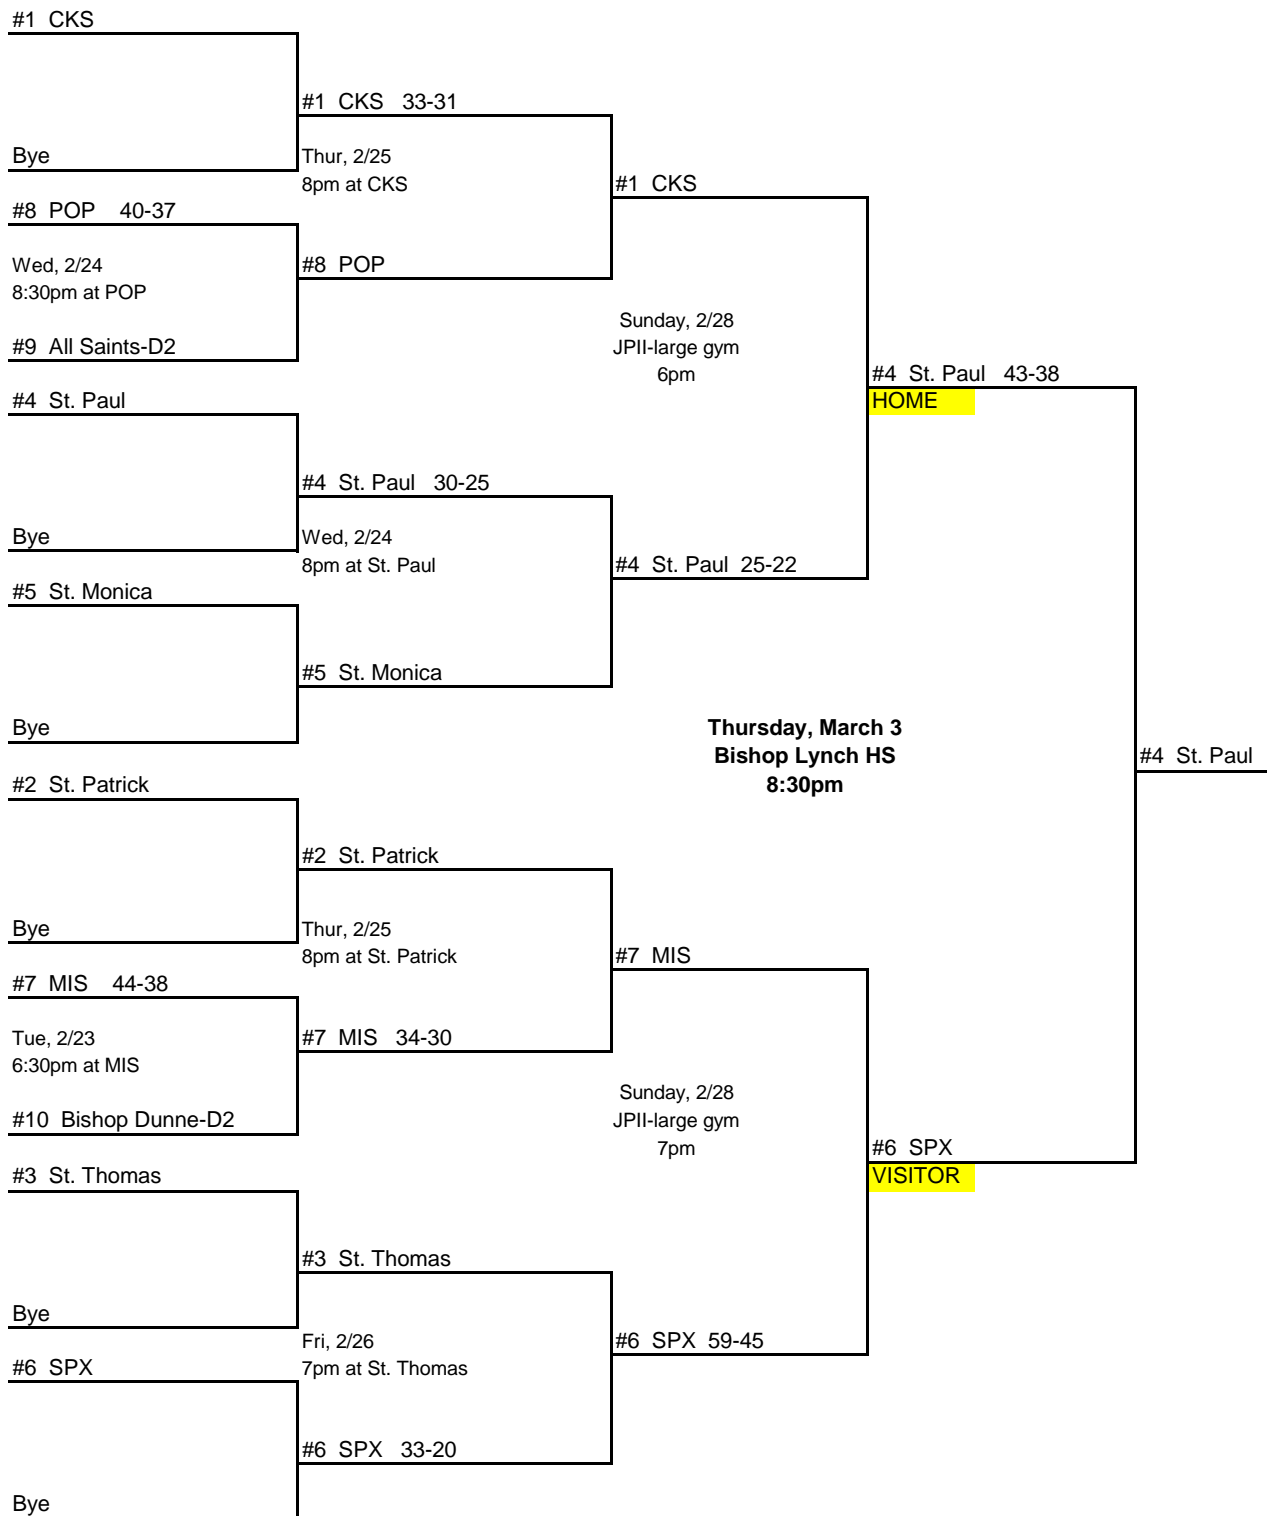 #1 CKS
#1 CKS 33-31
Bye
Thur, 2/25
8pm at CKS
#1 CKS
#8 POP 40-37
Wed, 2/24
8:30pm at POP
#8 POP
Sunday, 2/28
JPII-large gym
6pm
#9 All Saints-D2
#4 St. Paul 43-38
HOME
#4 St. Paul
#4 St. Paul 30-25
Bye
Wed, 2/24
8pm at St. Paul
#4 St. Paul 25-22
#5 St. Monica
#5 St. Monica
Bye
Thursday, March 3
Bishop Lynch HS
8:30pm
#4 St. Paul
#2 St. Patrick
#2 St. Patrick
Bye
Thur, 2/25
8pm at St. Patrick
#7 MIS
#7 MIS 44-38
Tue, 2/23
6:30pm at MIS
#7 MIS 34-30
Sunday, 2/28
JPII-large gym
7pm
#10 Bishop Dunne-D2
#6 SPX
VISITOR
#3 St. Thomas
#3 St. Thomas
Bye
Fri, 2/26
7pm at St. Thomas
#6 SPX 59-45
#6 SPX
#6 SPX 33-20
Bye